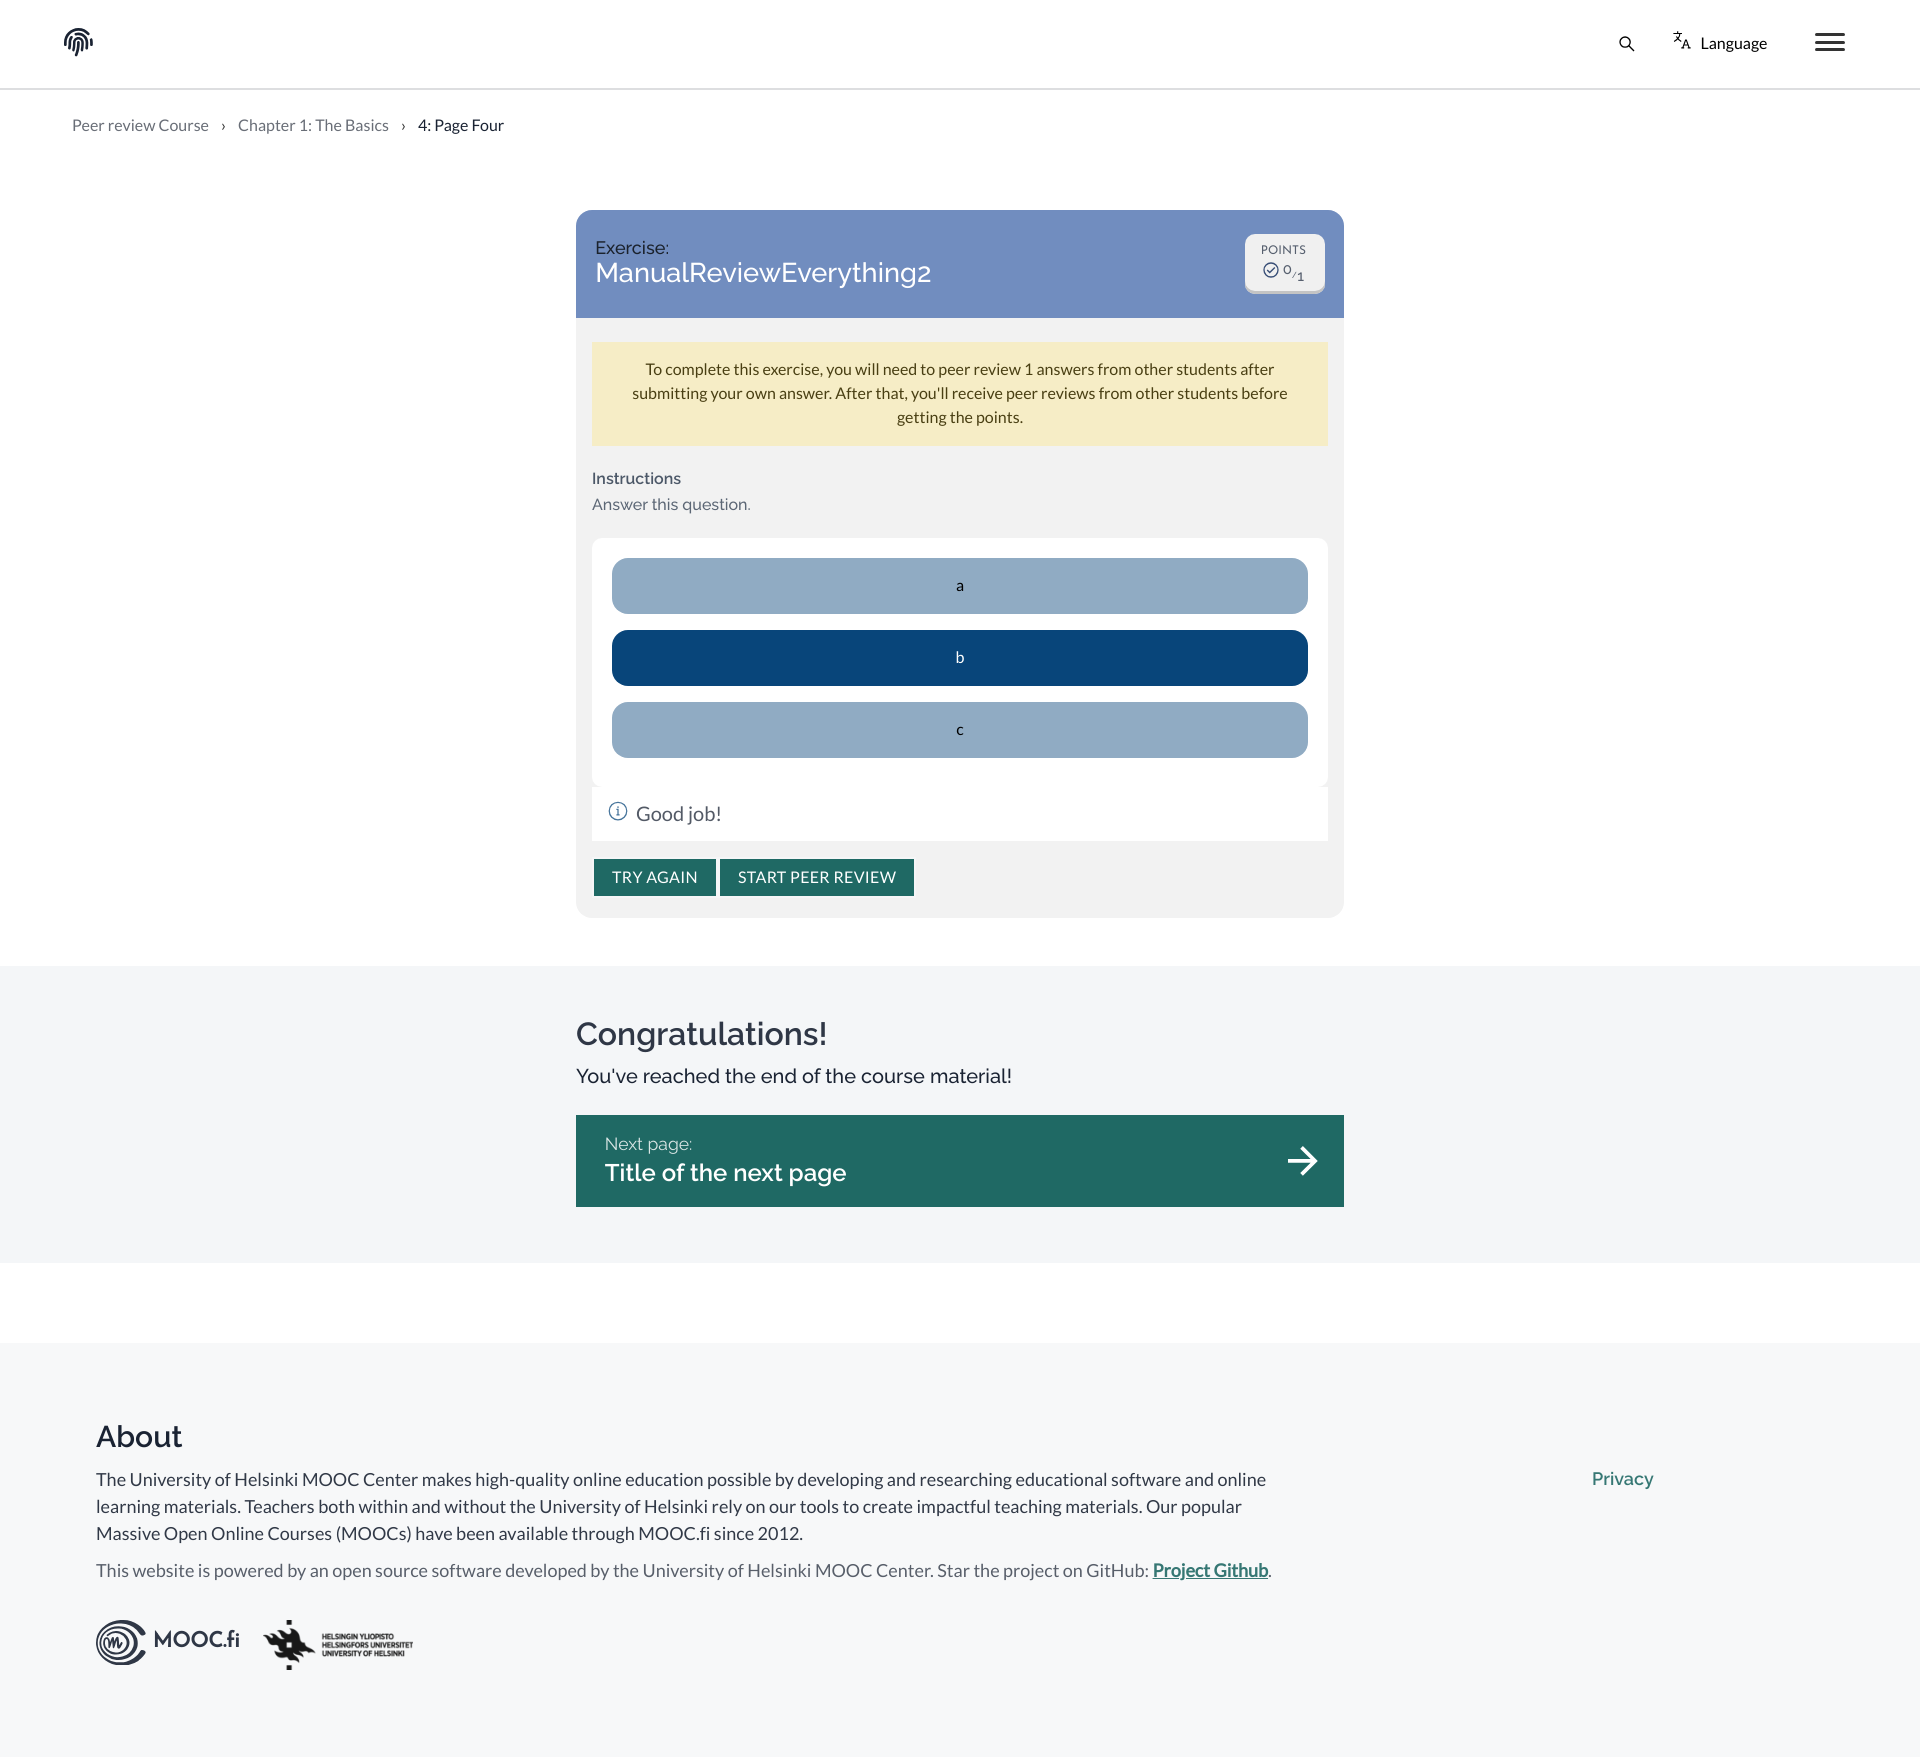 Language
Peer review Course › Chapter 1: The Basics › 4: Page Four
Exercise:
ManualReviewEverything2
POINTS
0/1
To complete this exercise, you will need to peer review 1 answers from other students after
submitting your own answer. After that, you'll receive peer reviews from other students before
getting the points.
Instructions
Answer this question.
a
b
c
Good job!
TRY AGAIN
START PEER REVIEW
Congratulations!
You've reached the end of the course material!
Next page:
Title of the next page
About
The University of Helsinki MOOC Center makes high-quality online education possible by developing and researching educational software and online
learning materials. Teachers both within and without the University of Helsinki rely on our tools to create impactful teaching materials. Our popular
Massive Open Online Courses (MOOCs) have been available through MOOC.fi since 2012.
Privacy
This website is powered by an open source software developed by the University of Helsinki MOOC Center. Star the project on GitHub: Project Github.
MOOC.fi
HELSINGIN YLIOPISTO
HELSINGFORS UNIVERSITET
UNIVERSITY OF HELSINKI